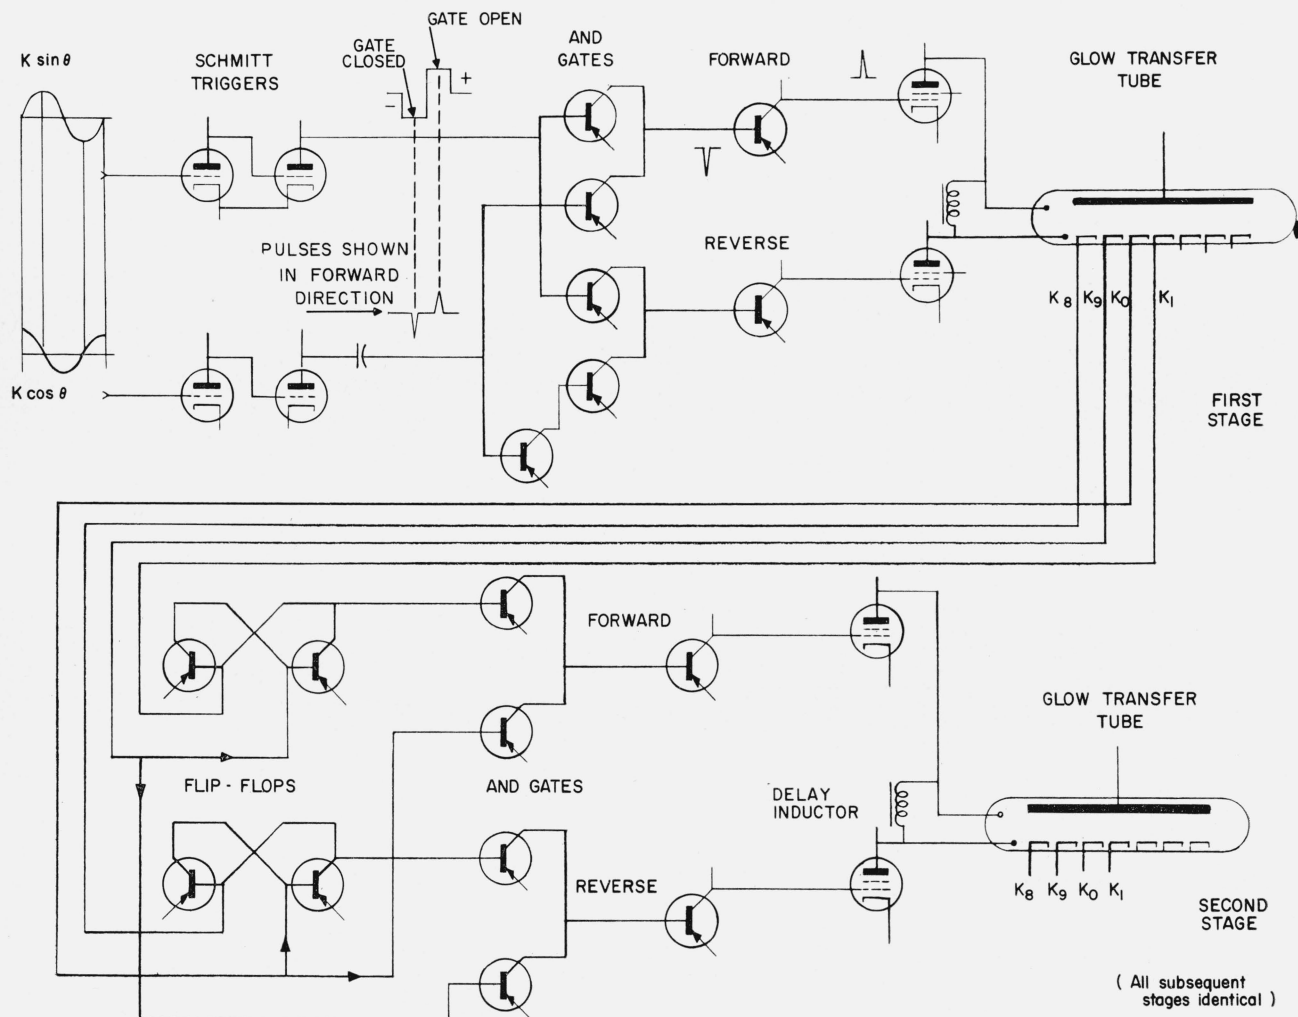 GATE OPEN
K sin θ
SCHMITT
TRIGGERS
GATE
CLOSED
+
−
AND
GATES
FORWARD
GLOW TRANSFER
TUBE
PULSES SHOWN
IN FORWARD
DIRECTION
REVERSE
K8 K9 K0 K1
K cos θ
FIRST
STAGE
FORWARD
GLOW TRANSFER
TUBE
FLIP - FLOPS
AND GATES
DELAY
INDUCTOR
REVERSE
K8 K9 K0 K1
SECOND
STAGE
( All subsequent
stages identical )